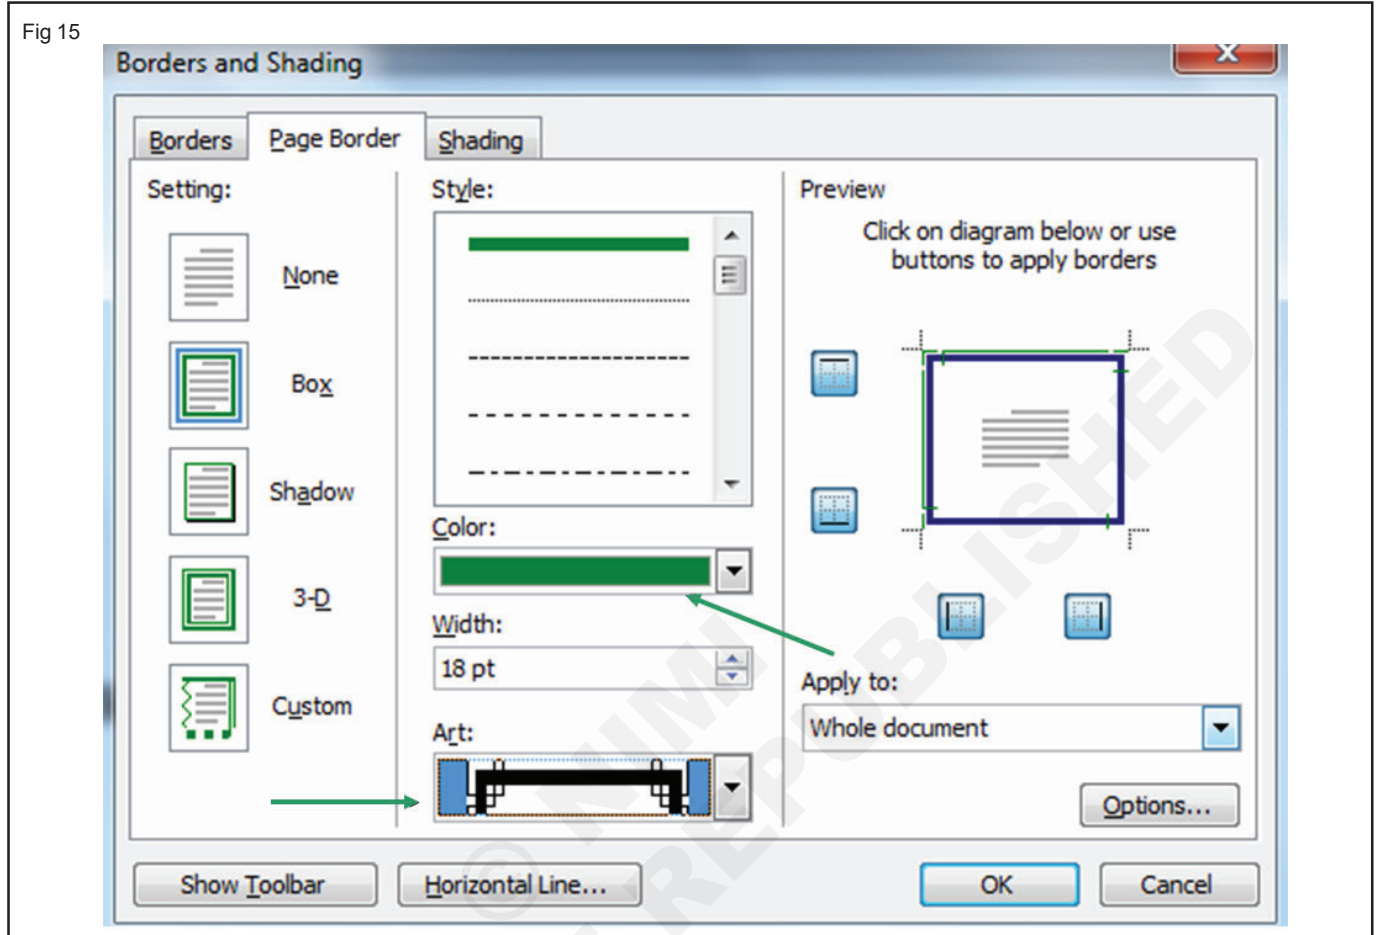 Fig 15
Borders and Shading
X
Borders
Page Border
Shading
Setting:
None
Box
Shadow
3-D
Custom
Style:
Color:
Width:
18 pt
Art:
Preview
Click on diagram below or use
buttons to apply borders
Apply to:
Whole document
Options...
Show Toolbar
Horizontal Line...
OK
Cancel
© NIMI
REPUBLISHED